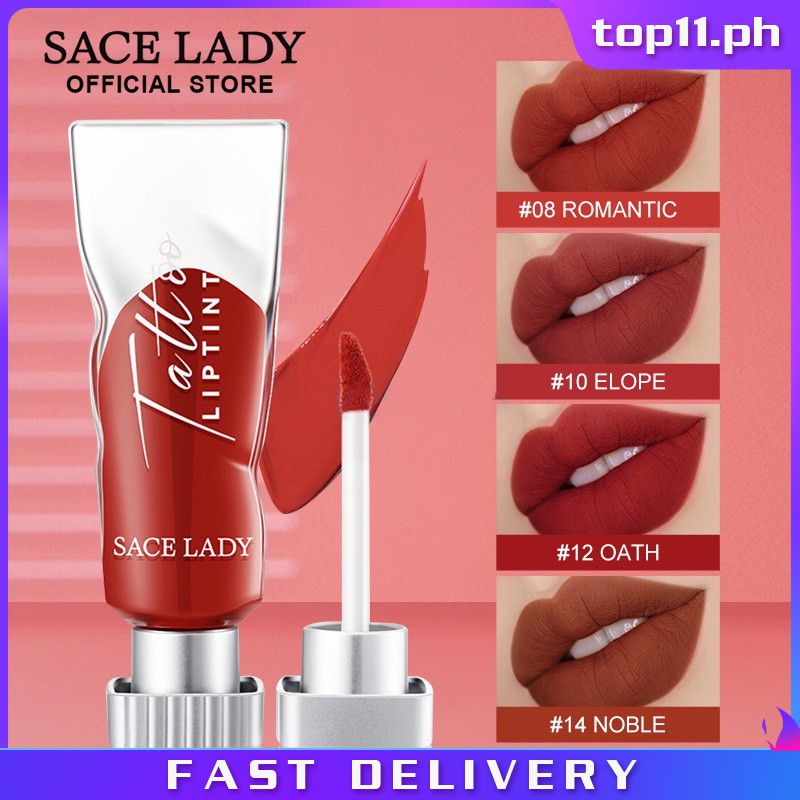 SACE LADY
OFFICIAL STORE
top11.ph
Tattoo
LIPTINT
SACE LADY
#08 ROMANTIC
#10 ELOPE
#12 OATH
#14 NOBLE
FAST DELIVERY